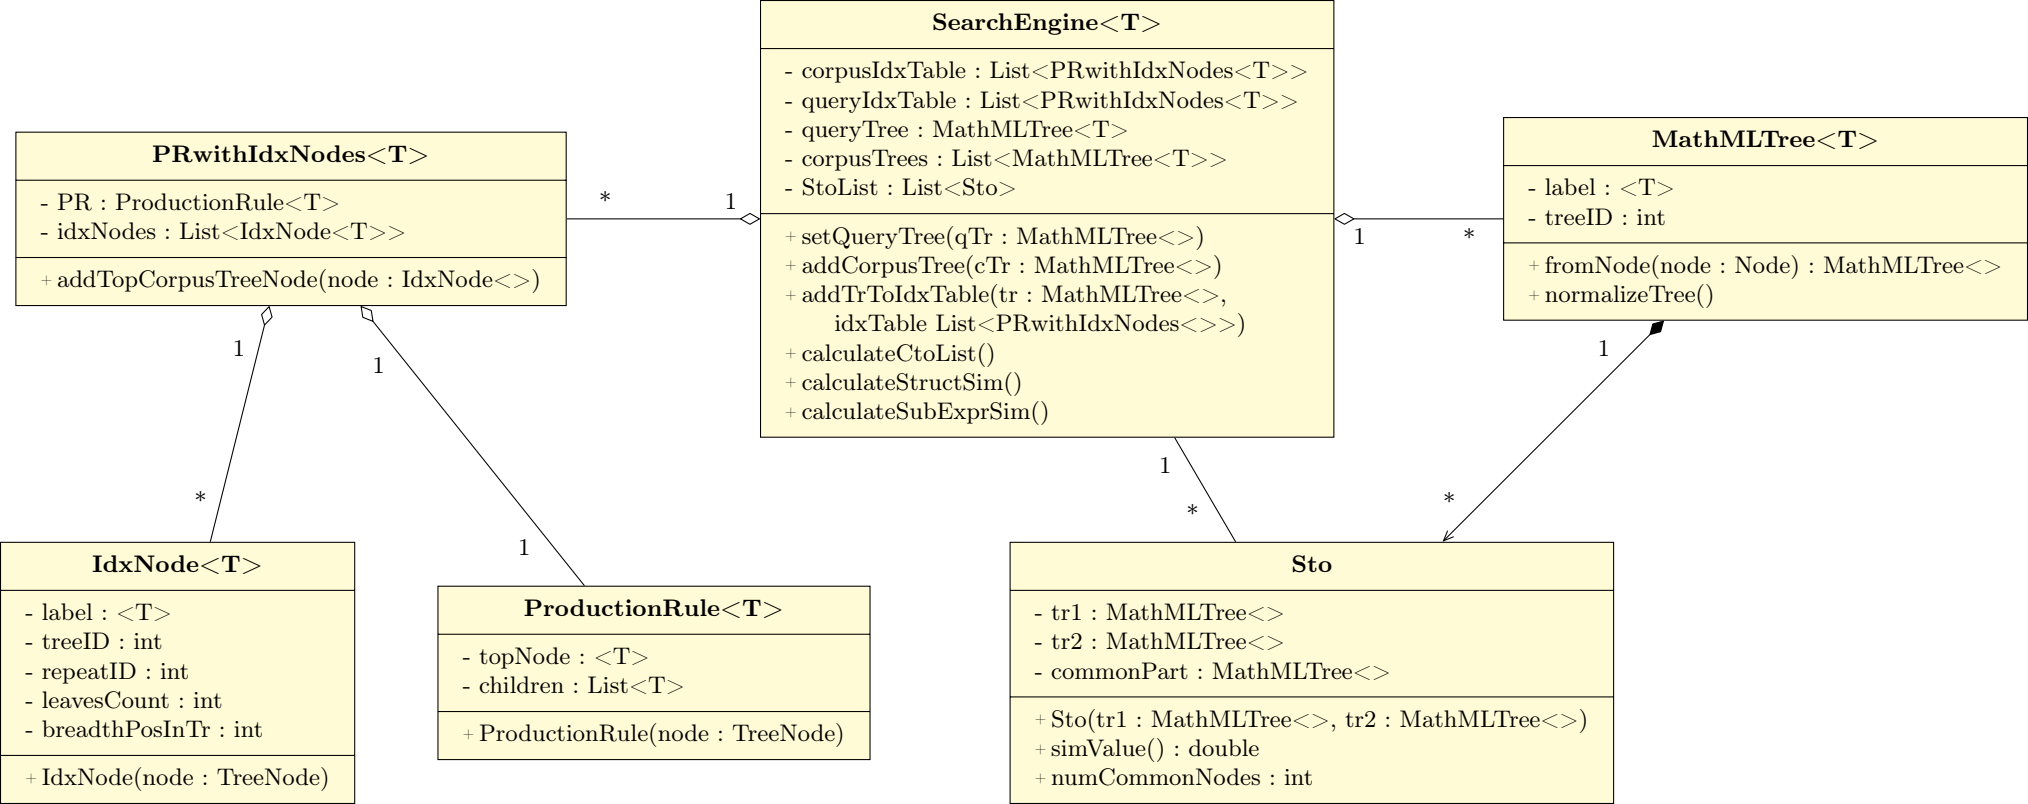 SearchEngine<T>
- corpusIdxTable : List<PRwithIdxNodes<T>>
- queryIdxTable : List<PRwithIdxNodes<T>>
- queryTree : MathMLTree<T>
- corpusTrees : List<MathMLTree<T>>
- StoList : List<Sto>
+ setQueryTree(qTr : MathMLTree<>)
+ addCorpusTree(cTr : MathMLTree<>)
+ addTrToIdxTable(tr : MathMLTree<>,
idxTable List<PRwithIdxNodes<>>)
+ calculateCtoList()
+ calculateStructSim()
+ calculateSubExprSim()
PRwithIdxNodes<T>
- PR : ProductionRule<T>
- idxNodes : List<IdxNode<T>>
+ addTopCorpusTreeNode(node : IdxNode<>)
* 1
MathMLTree<T>
- label : <T>
- treeID : int
+ fromNode(node : Node) : MathMLTree<>
+ normalizeTree()
1 *
1
*
1
1
1
*
1
*
IdxNode<T>
- label : <T>
- treeID : int
- repeatID : int
- leavesCount : int
- breadthPosInTr : int
+ IdxNode(node : TreeNode)
ProductionRule<T>
- topNode : <T>
- children : List<T>
+ ProductionRule(node : TreeNode)
Sto
- tr1 : MathMLTree<>
- tr2 : MathMLTree<>
- commonPart : MathMLTree<>
+ Sto(tr1 : MathMLTree<>, tr2 : MathMLTree<>)
+ simValue() : double
+ numCommonNodes : int